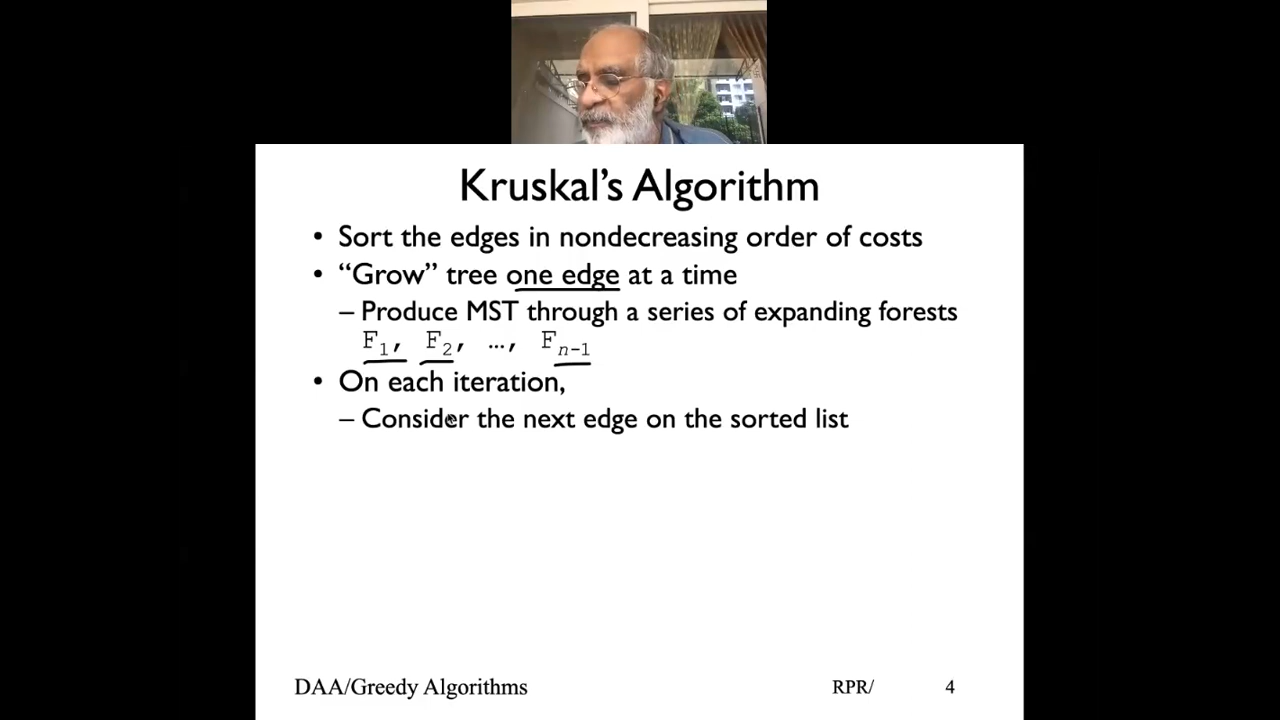 Kruskal's Algorithm
• Sort the edges in nondecreasing order of costs
• “Grow” tree one edge at a time
– Produce MST through a series of expanding forests
F1, F2, …, Fn-1
• On each iteration,
– Consider the next edge on the sorted list
DAA/Greedy Algorithms RPR/ 4